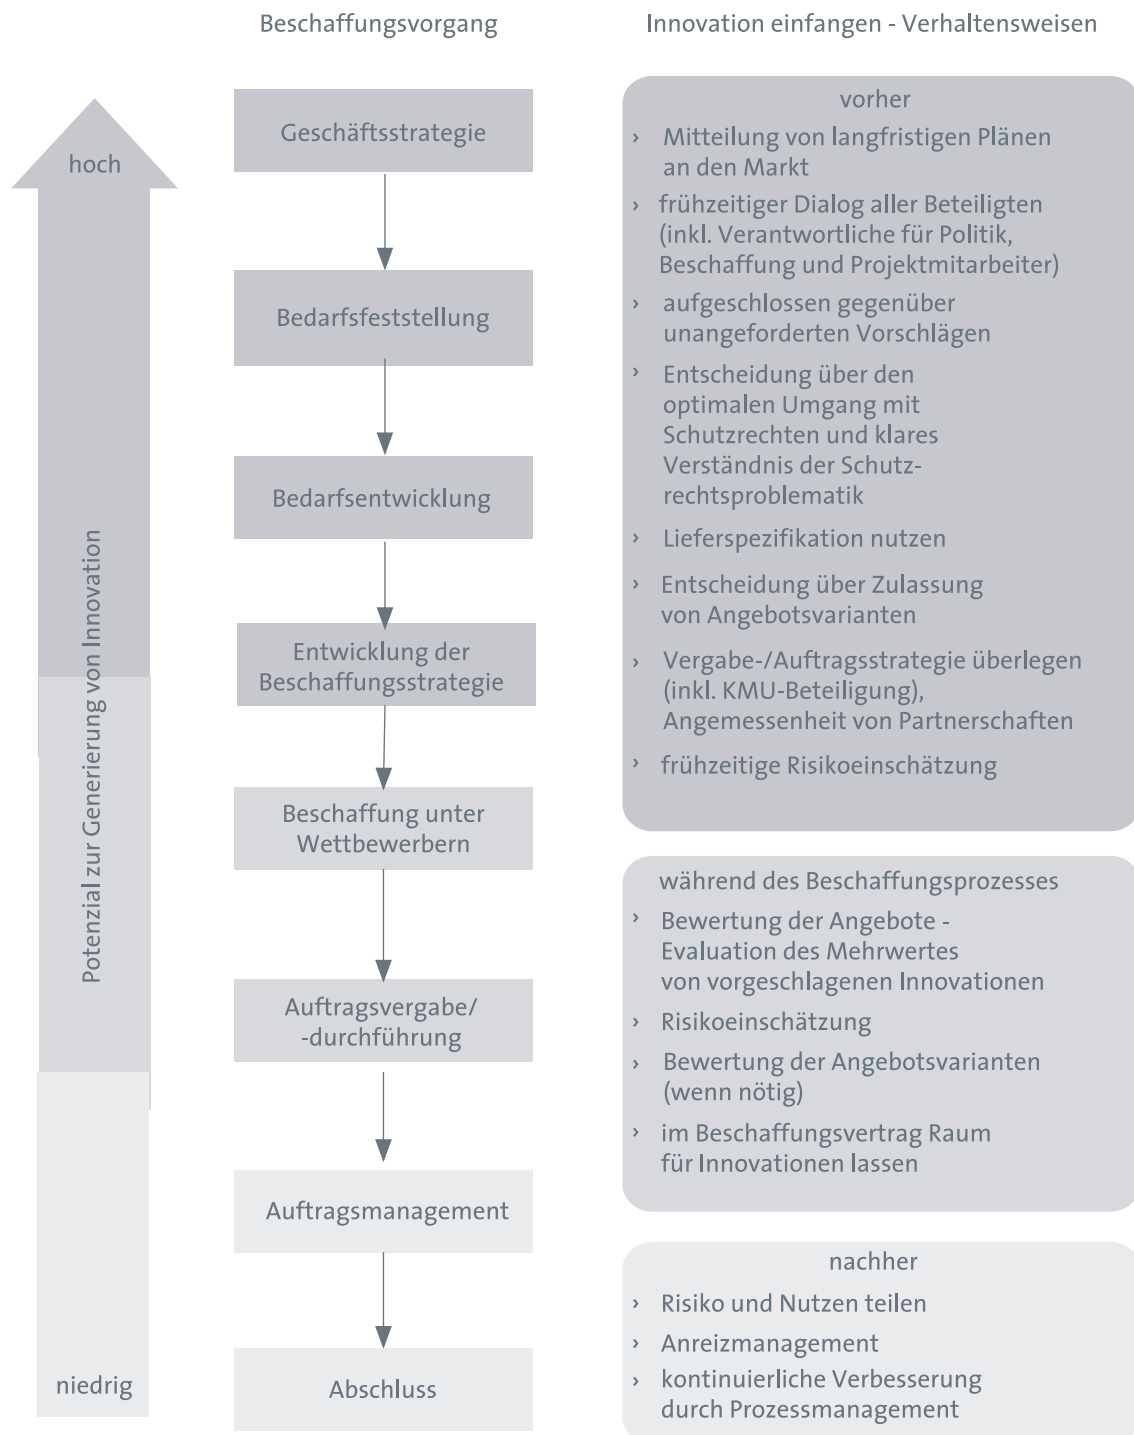 Beschaffungsvorgang
Innovation einfangen - Verhaltensweisen
hoch
Potenzial zur Generierung von Innovation
niedrig
Geschäftsstrategie
Bedarfsfeststellung
Bedarfsentwicklung
Entwicklung der
Beschaffungsstrategie
Beschaffung unter
Wettbewerbern
Auftragsvergabe/
-durchführung
Auftragsmanagement
Abschluss
vorher
› Mitteilung von langfristigen Plänen
an den Markt
› frühzeitiger Dialog aller Beteiligten
(inkl. Verantwortliche für Politik,
Beschaffung und Projektmitarbeiter)
› aufgeschlossen gegenüber
unangeforderten Vorschlägen
› Entscheidung über den
optimalen Umgang mit
Schutzrechten und klares
Verständnis der Schutz-
rechtsproblematik
› Lieferspezifikation nutzen
› Entscheidung über Zulassung
von Angebotsvarianten
› Vergabe-/Auftragsstrategie überlegen
(inkl. KMU-Beteiligung),
Angemessenheit von Partnerschaften
› frühzeitige Risikoeinschätzung
während des Beschaffungsprozesses
› Bewertung der Angebote -
Evaluation des Mehrwertes
von vorgeschlagenen Innovationen
› Risikoeinschätzung
› Bewertung der Angebotsvarianten
(wenn nötig)
› im Beschaffungsvertrag Raum
für Innovationen lassen
nachher
› Risiko und Nutzen teilen
› Anreizmanagement
› kontinuierliche Verbesserung
durch Prozessmanagement